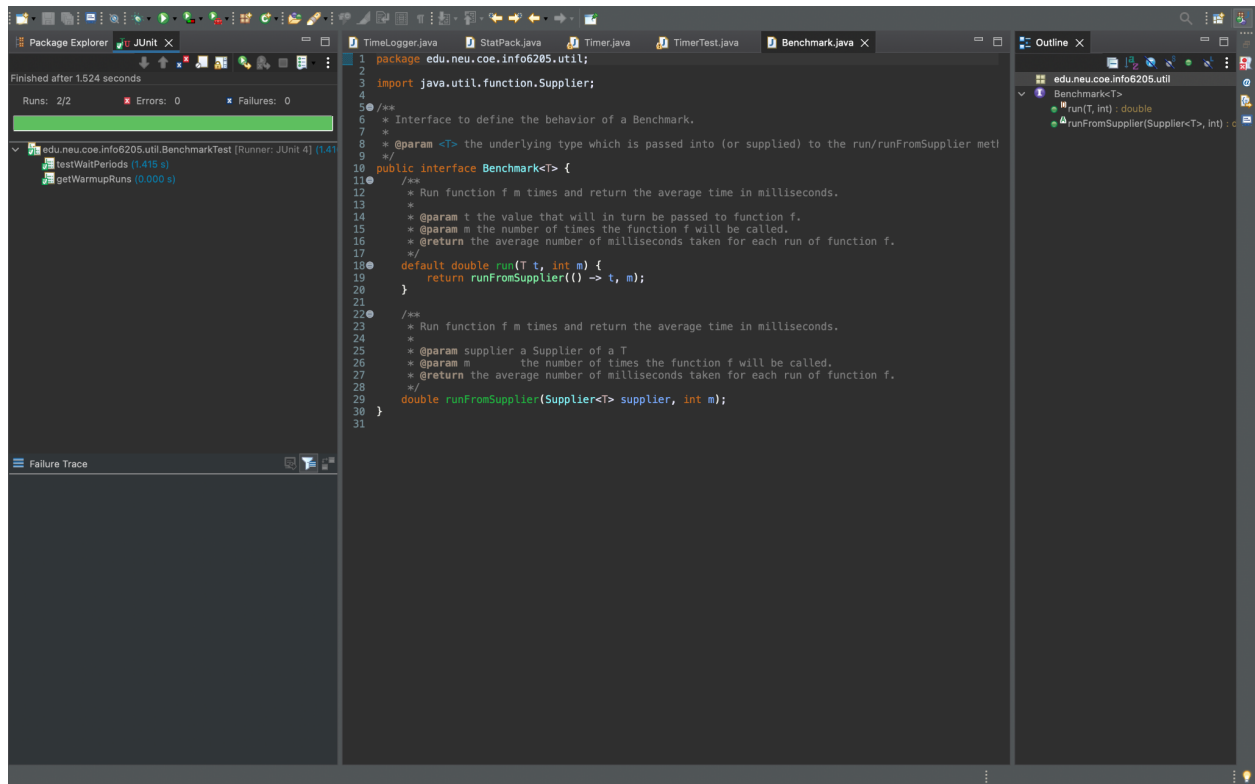 Package Explorer
JUnit
Finished after 1.524 seconds
Runs: 2/2
Errors: 0
Failures: 0
edu.neu.coe.info6205.util.BenchmarkTest [Runner: JUnit 4] (1.41
testWaitPeriods (1.415 s)
getWarmupRuns (0.000 s)
Failure Trace
TimeLogger.java
StatPack.java
Timer.java
TimerTest.java
Benchmark.java
1 package edu.neu.coe.info6205.util;
2
3 import java.util.function.Supplier;
4
5 /**
6 * Interface to define the behavior of a Benchmark.
7 *
8 * @param <T> the underlying type which is passed into (or supplied) to the run/runFromSupplier met
9 */
10 public interface Benchmark<T> {
11 /**
12 * Run function f m times and return the average time in milliseconds.
13 *
14 * @param t the value that will in turn be passed to function f.
15 * @param m the number of times the function f will be called.
16 * @return the average number of milliseconds taken for each run of function f.
17 */
18 default double run(T t, int m) {
19 return runFromSupplier(() -> t, m);
20 }
21
22 /**
23 * Run function f m times and return the average time in milliseconds.
24 *
25 * @param supplier a Supplier of a T
26 * @param m the number of times the function f will be called.
27 * @return the average number of milliseconds taken for each run of function f.
28 */
29 double runFromSupplier(Supplier<T> supplier, int m);
30 }
31
Outline
edu.neu.coe.info6205.util
Benchmark<T>
run(T, int) : double
runFromSupplier(Supplier<T>, int) : d